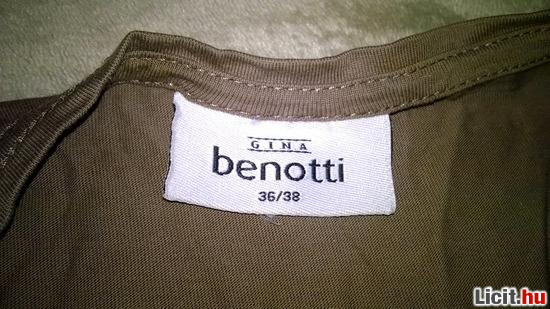 GINA
benotti
36/38
Licit.hu